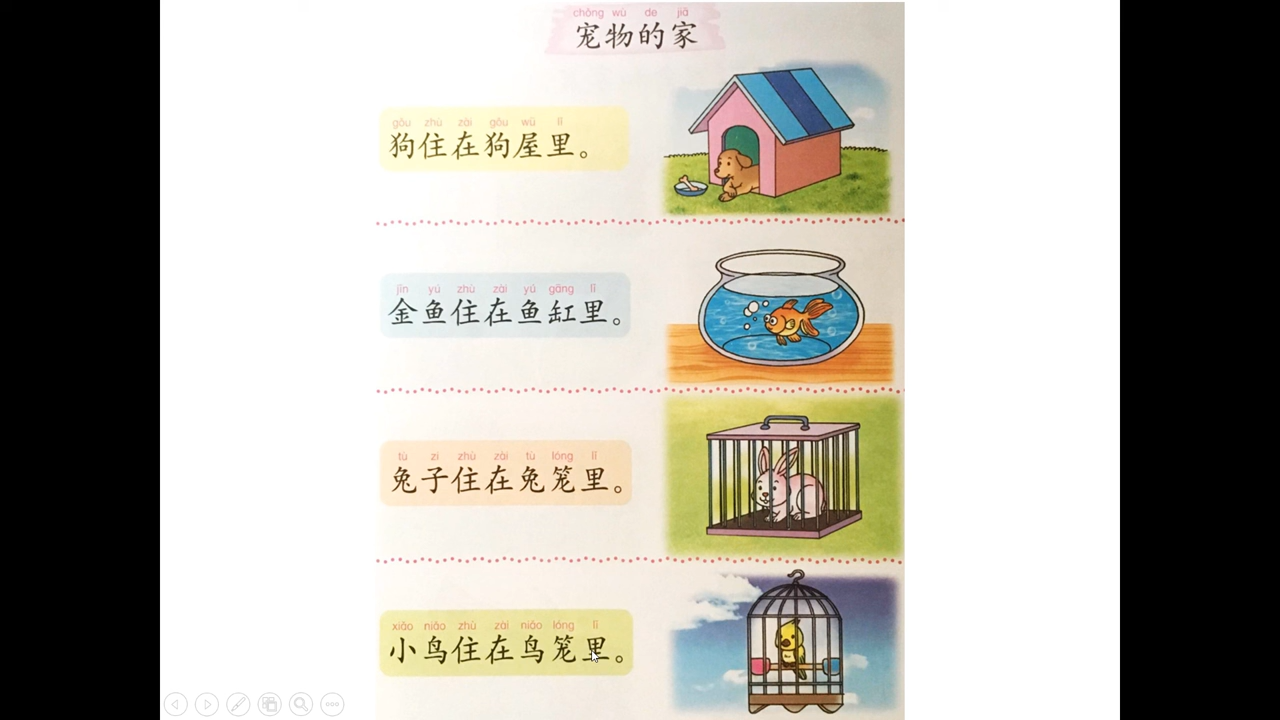 chǒng wù de jiā
宠物的家
gǒu zhù zài gǒu wū lǐ
狗住在狗屋里。
jīn yú zhù zài yú gāng lǐ
金鱼住在鱼缸里。
tù zi zhù zài tù lóng lǐ
兔子住在兔笼里。
xiǎo niǎo zhù zài niǎo lóng lǐ
小鸟住在鸟笼里。